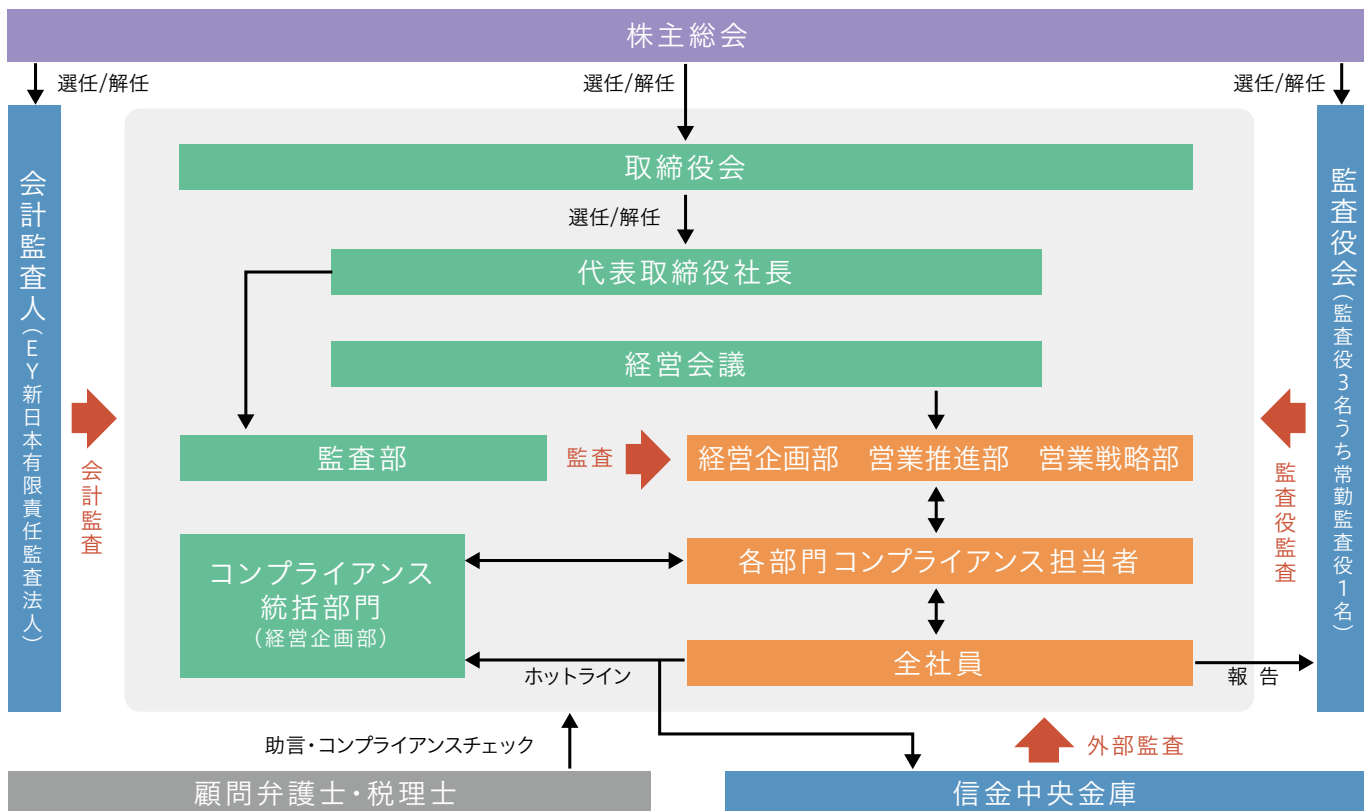 株主総会
選任/解任
選任/解任
選任/解任
会計監査人(EY新日本有限責任監査法人)
会計監査
取締役会
選任/解任
代表取締役社長
経営会議
監査部
監査
経営企画部 営業推進部 営業戦略部
コンプライアンス
統括部門
(経営企画部)
各部門コンプライアンス担当者
全社員
ホットライン
報告
監査役監査
監査役会(監査役3名うち常勤監査役1名)
助言・コンプライアンスチェック
外部監査
顧問弁護士・税理士
信金中央金庫